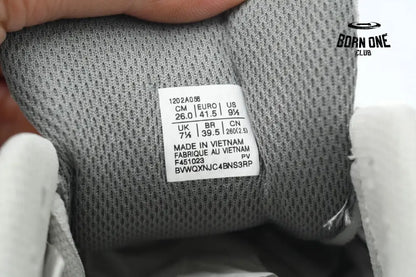 BORN ONE
CLUB
1202A056
CM EURO US
26.0 41.5 9½
UK BR CN
7½ 39.5 260(2.5)
MADE IN VIETNAM
FABRIQUE AU VIETNAM
F451023 PV
BVWQXNJC4BNS3RP